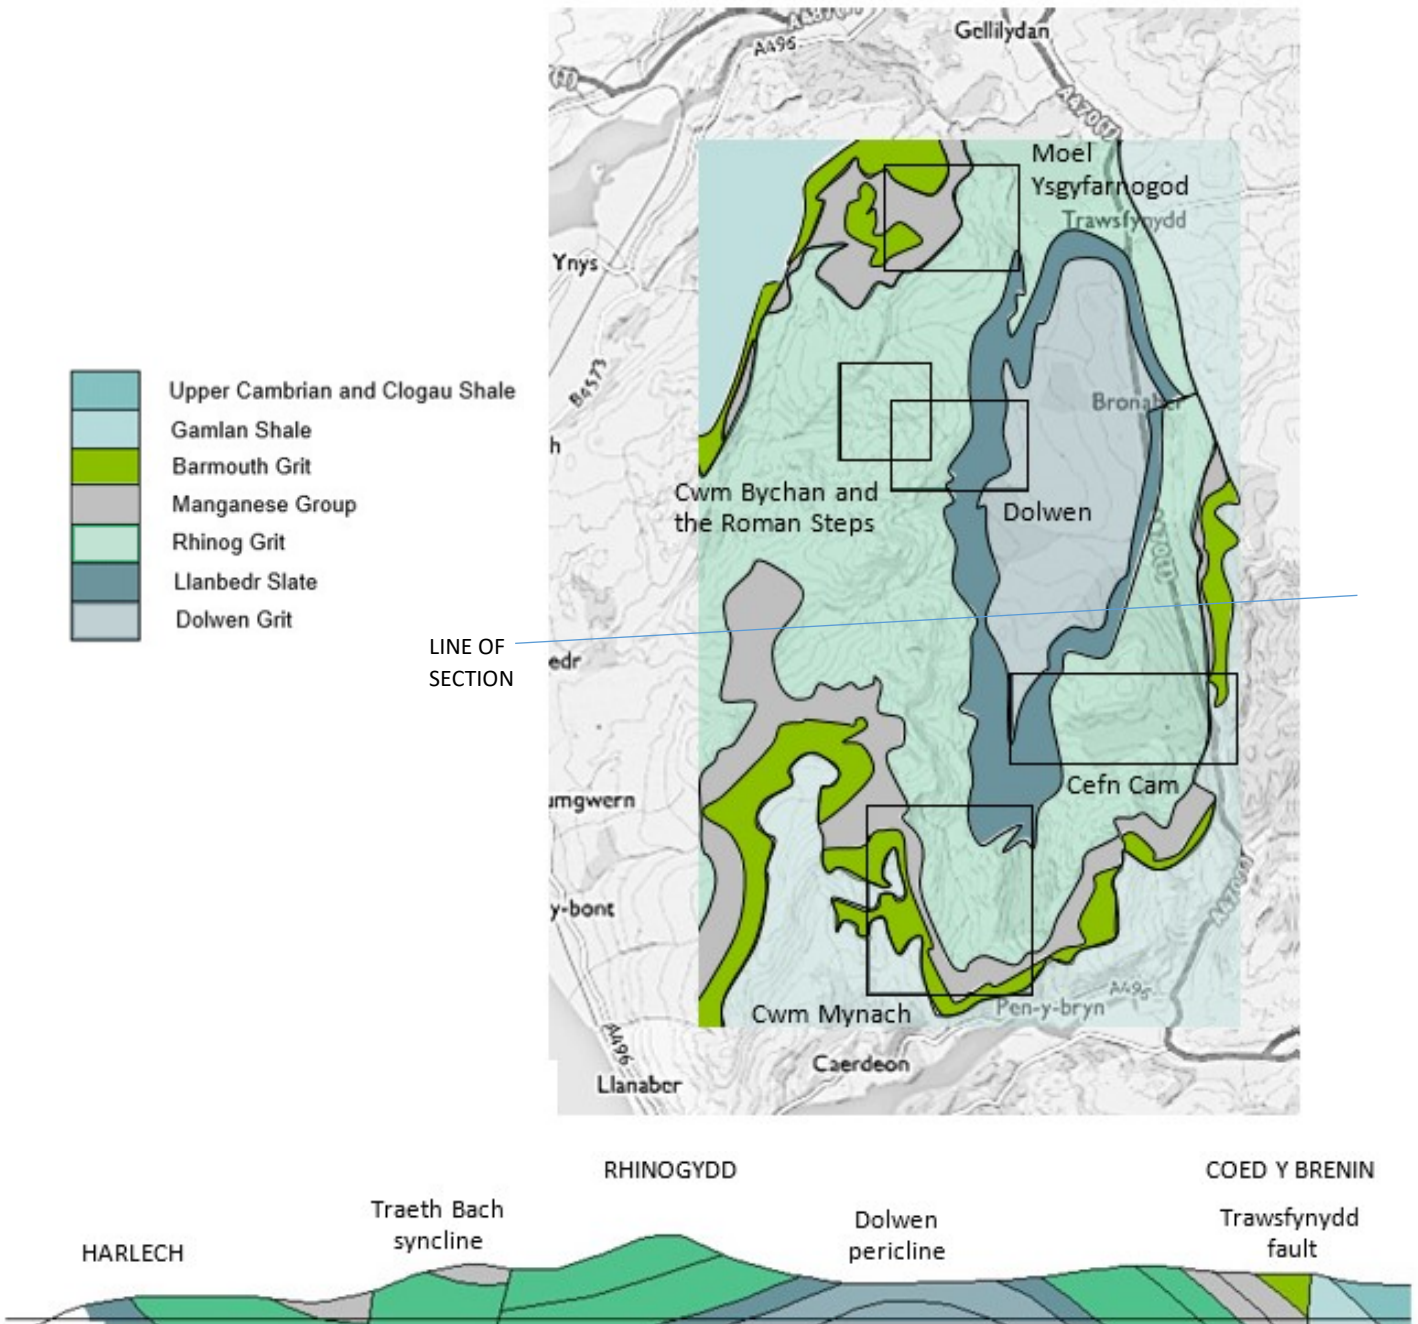 Gellilydan
A487(T)
A496
(T)
A470(T)
Moel
Ysgyfarnogod
Trawsfynydd
Ynys
B4573
Upper Cambrian and Clogau Shale
Gamlan Shale
Barmouth Grit
Manganese Group
Rhinog Grit
Llanbedr Slate
Dolwen Grit
Bronaber
h
Cwm Bychan and
the Roman Steps
Dolwen
A470(T)
LINE OF
SECTION
edr
Cefn Cam
umgwern
y-bont
A470(T)
A496
Cwm Mynach
Pen-y-bryn
A496
Caerdeon
Llanaber
RHINOGYDD
COED Y BRENIN
Traeth Bach
syncline
Dolwen
pericline
Trawsfynydd
fault
HARLECH